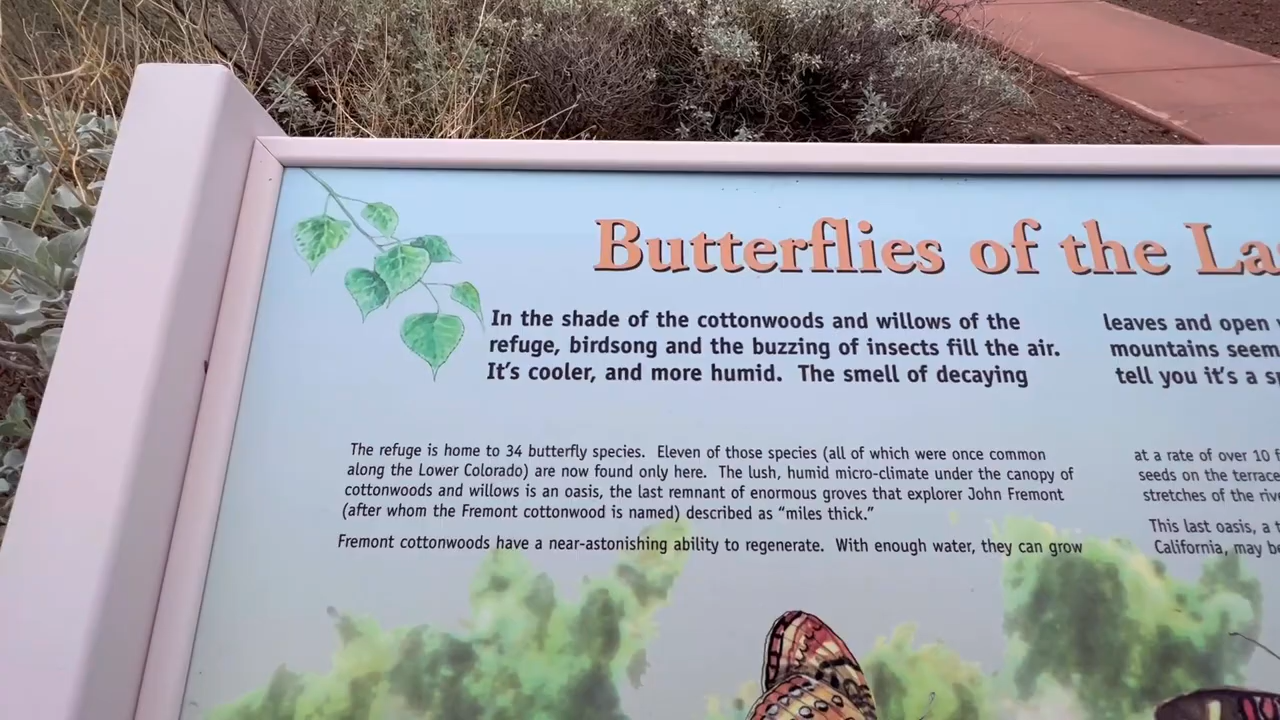 Butterflies of the La
In the shade of the cottonwoods and willows of the
refuge, birdsong and the buzzing of insects fill the air.
It's cooler, and more humid. The smell of decaying
leaves and open
mountains seem
tell you it's a
The refuge is home to 34 butterfly species. Eleven of those species (all of which were once common
along the Lower Colorado) are now found only here. The lush, humid micro-climate under the canopy of
cottonwoods and willows is an oasis, the last remnant of enormous groves that explorer John Fremont
(after whom the Fremont cottonwood is named) described as "miles thick."
Fremont cottonwoods have a near-astonishing ability to regenerate. With enough water, they can grow
at a rate of over 10
seeds on the terrace
stretches of the
This last oasis, a
California, may